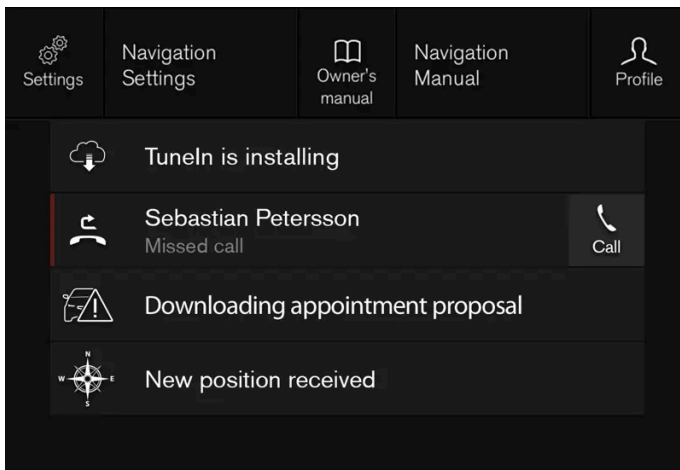 Settings
Navigation
Settings
Owner's
manual
Navigation
Manual
Profile
TuneIn is installing
Sebastian Petersson
Missed call
Call
Downloading appointment proposal
N
W
E
S
New position received